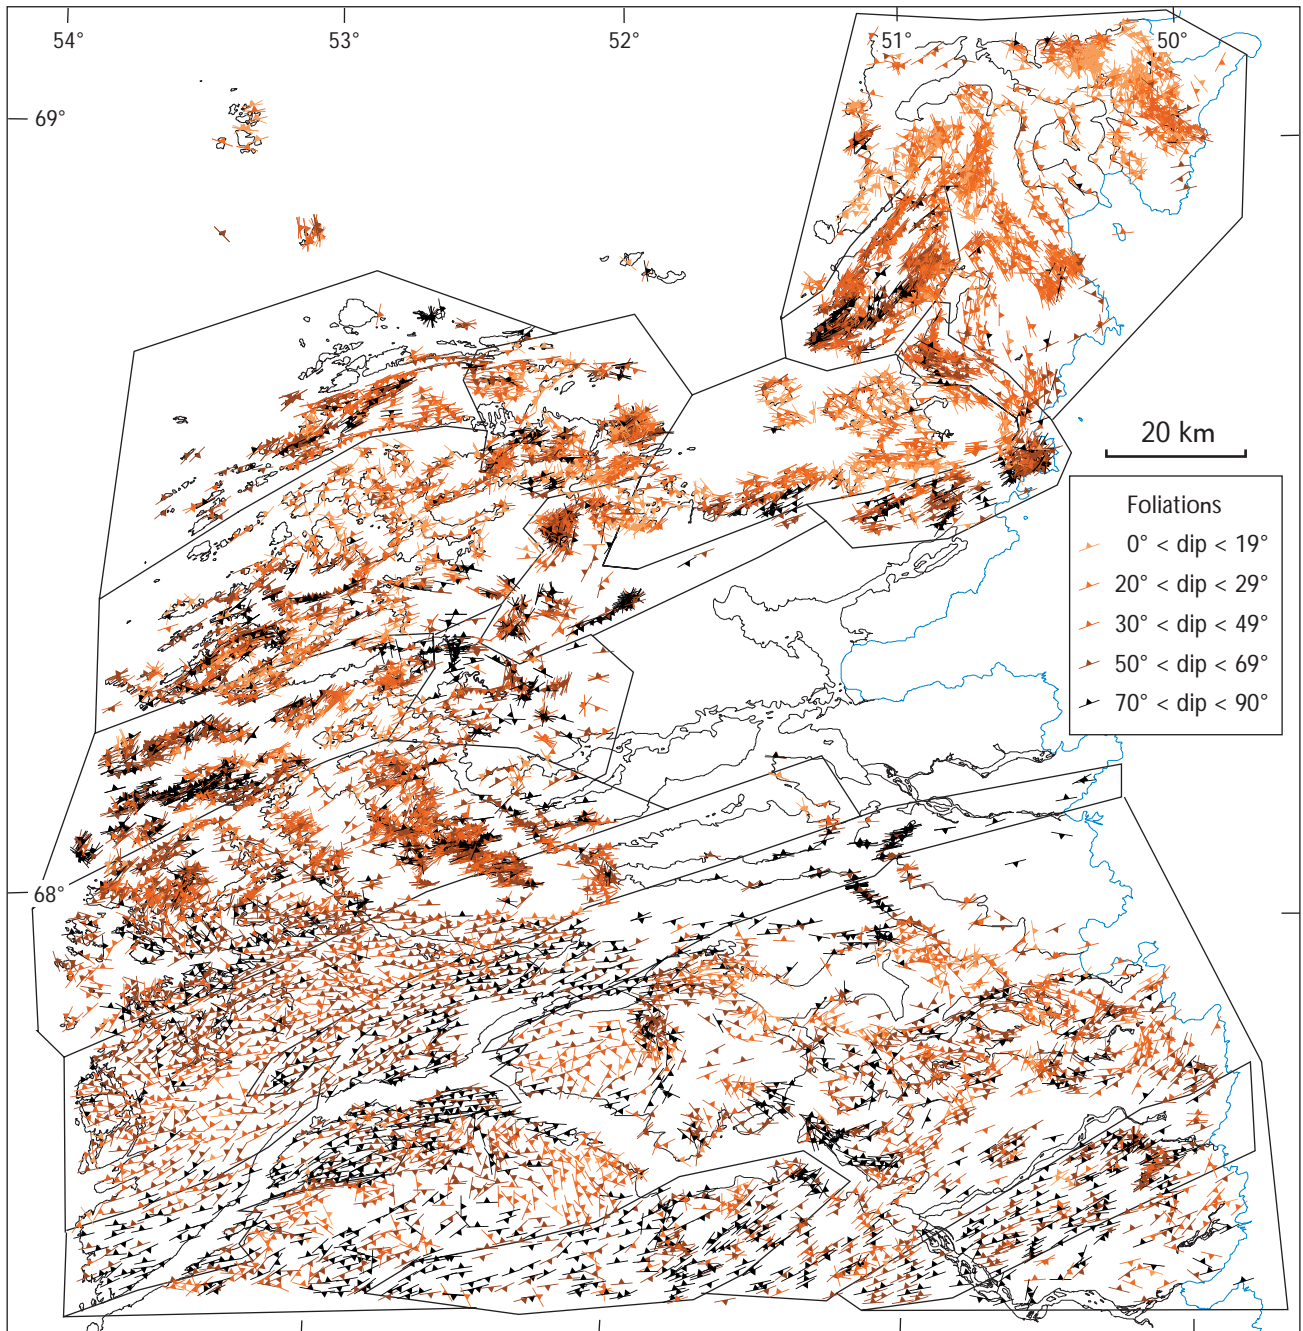 54°
53°
52°
51°
50°
69°
68°
20 km
Foliations
0° < dip < 19°
20° < dip < 29°
30° < dip < 49°
50° < dip < 69°
70° < dip < 90°